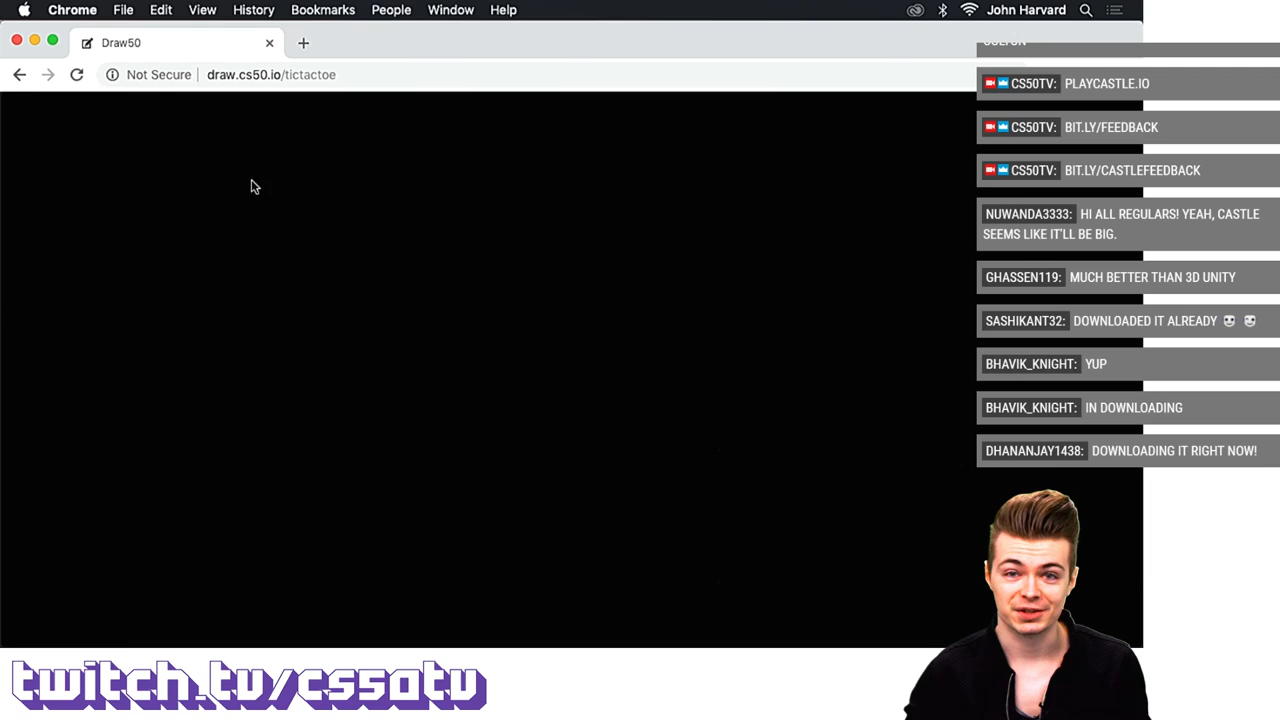 Chrome File Edit View History Bookmarks People Window Help John Harvard
Draw50
Not Secure draw.cs50.io/tictactoe
CS50TV: PLAYCASTLE.IO
CS50TV: BIT.LY/FEEDBACK
CS50TV: BIT.LY/CASTLEFEEDBACK
NUWANDA3333: HI ALL REGULARS! YEAH, CASTLE
SEEMS LIKE IT'LL BE BIG.
GHASSEN119: MUCH BETTER THAN 3D UNITY
SASHIKANT32: DOWNLOADED IT ALREADY
BHAVIK_KNIGHT: YUP
BHAVIK_KNIGHT: IN DOWNLOADING
DHANANJAY1438: DOWNLOADING IT RIGHT NOW!
twitch.tv/cs50tv